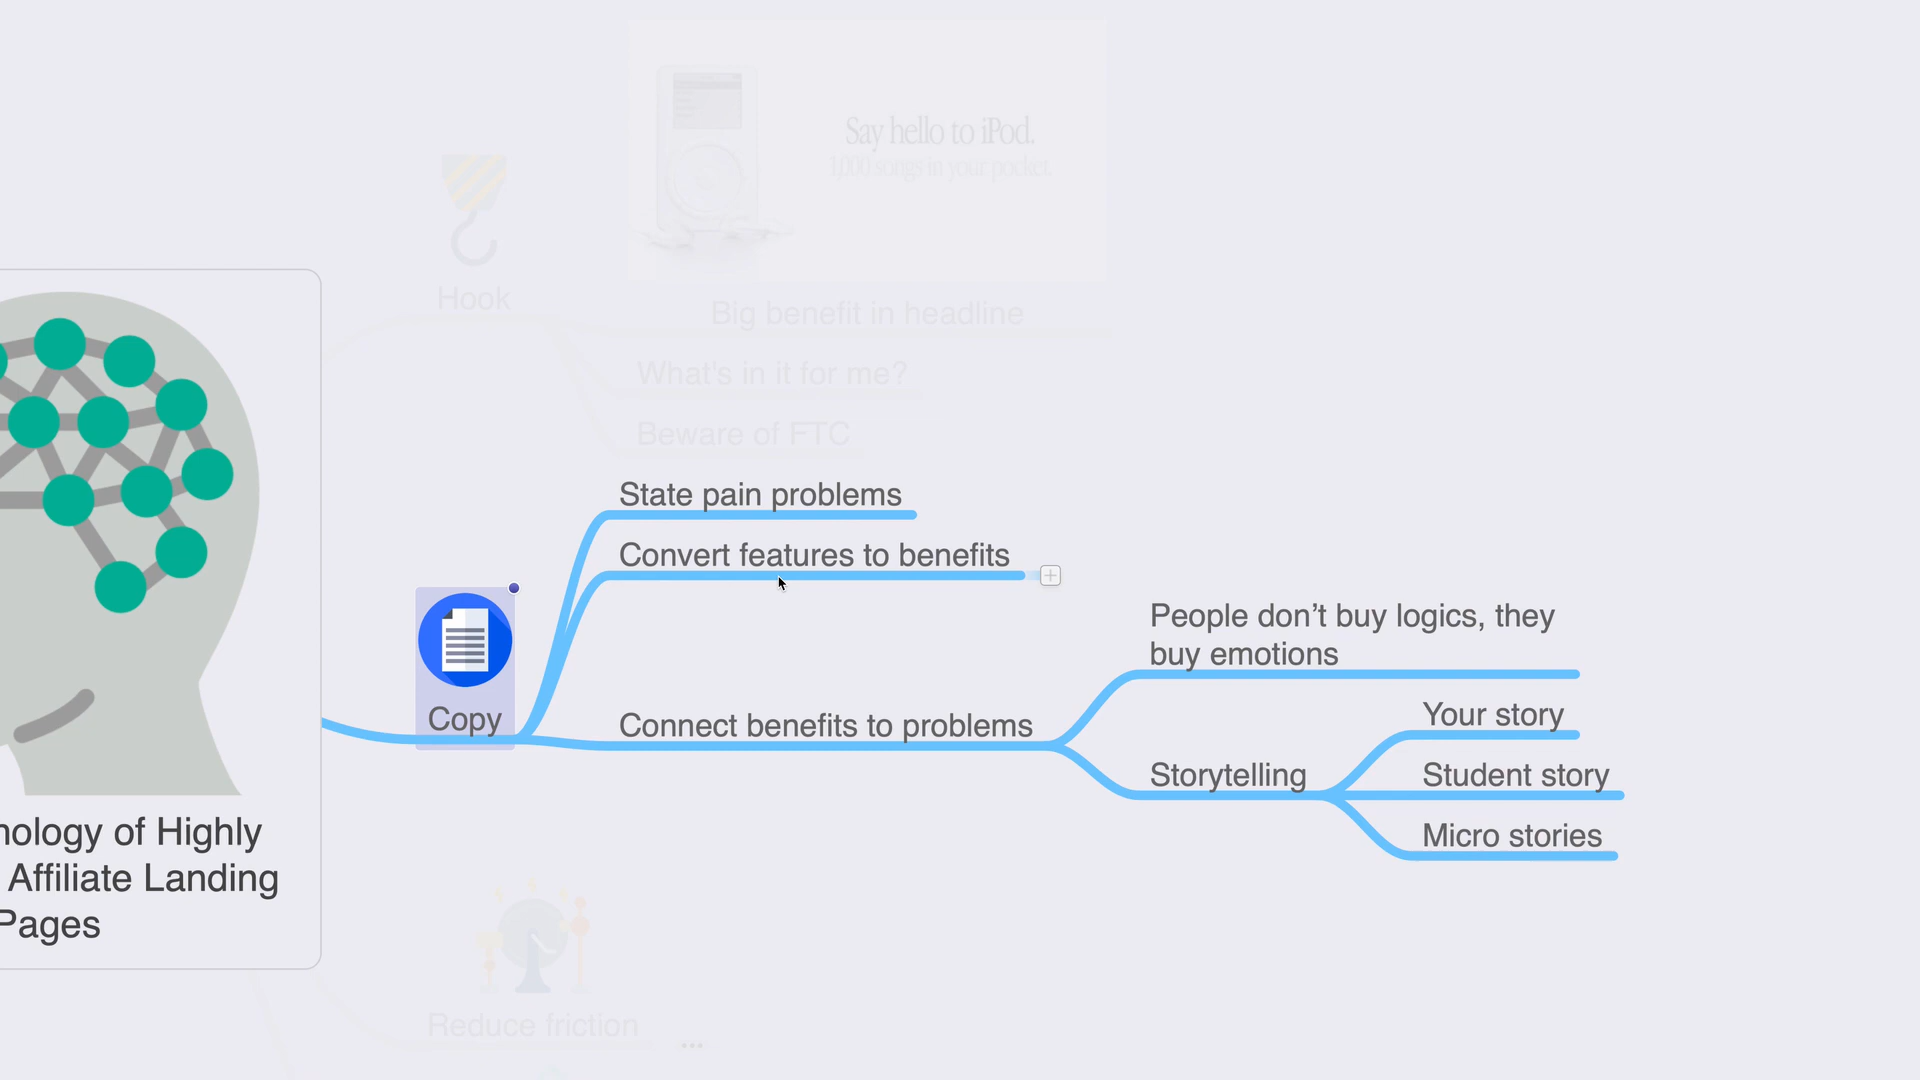 Say hello to iPod.
1,000 songs in your pocket.
Hook
Big benefit in headline
What's in it for me?
Beware of FTC
State pain problems
Convert features to benefits
Copy
Connect benefits to problems
People don’t buy logics, they
buy emotions
Storytelling
Your story
Student story
Micro stories
of Highly
Affiliate Landing
Pages
Reduce friction
...